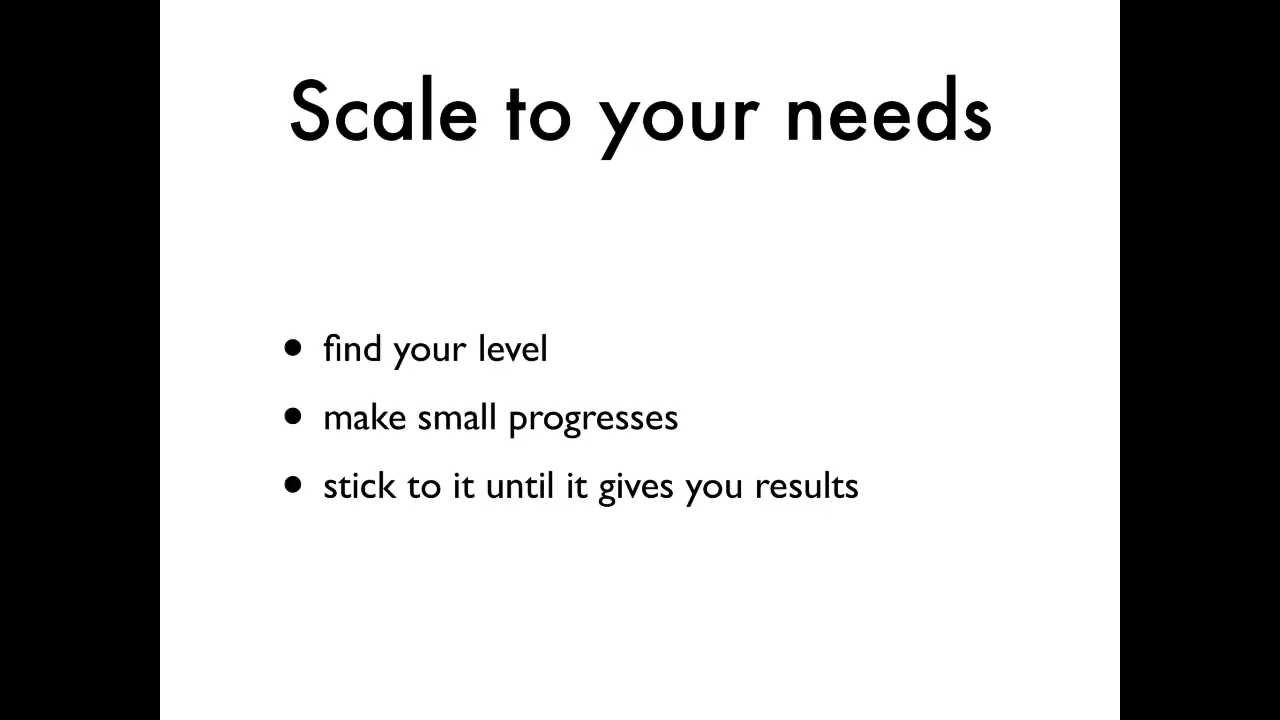 Scale to your needs
• find your level
• make small progresses
• stick to it until it gives you results